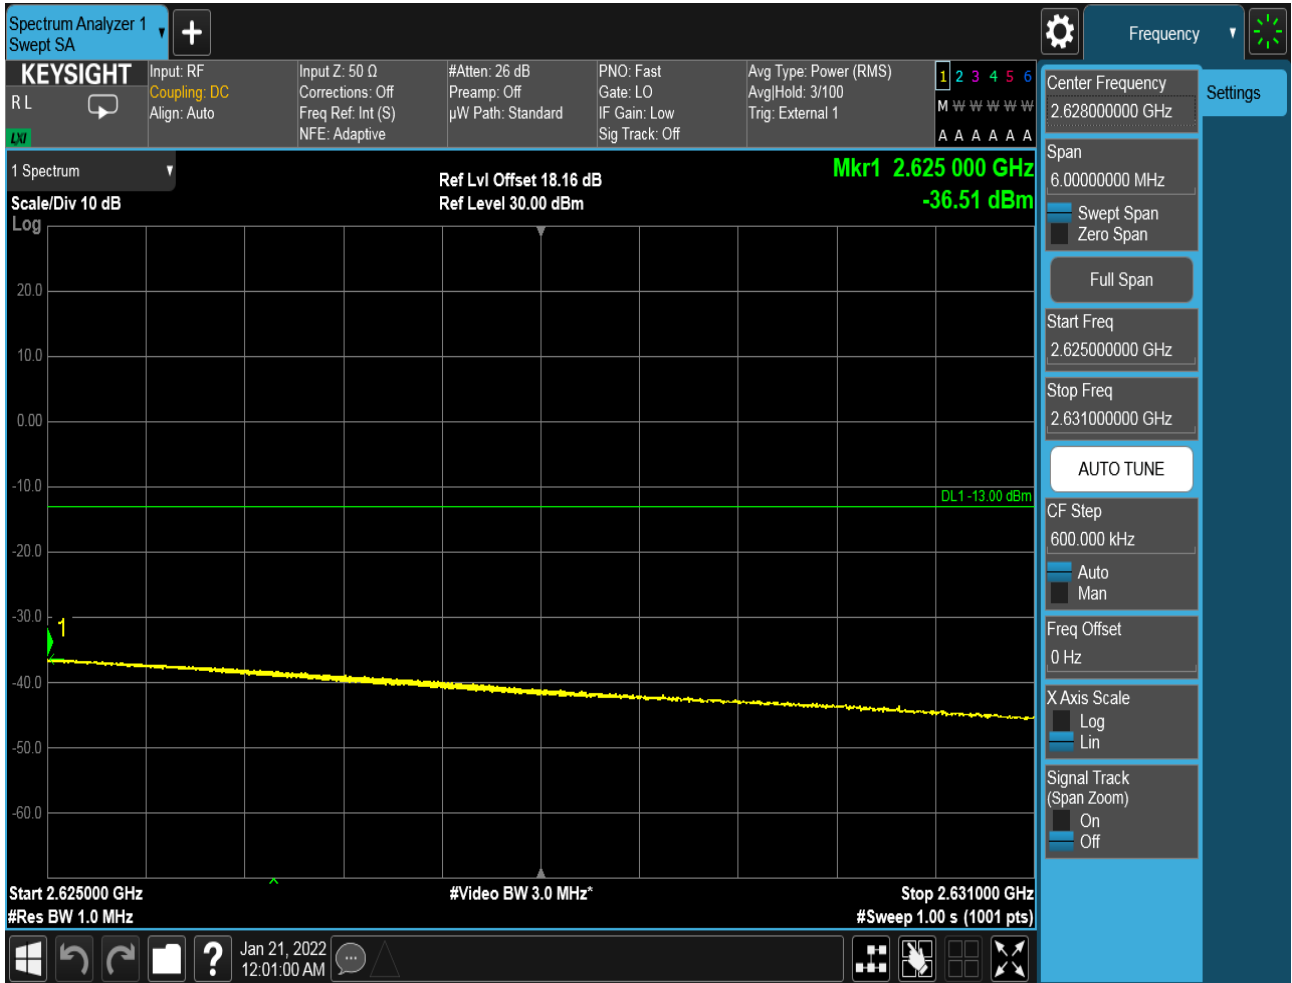 Spectrum Analyzer 1
Swept SA
Frequency
KEYSIGHT
R L
LXI
Input: RF
Coupling: DC
Align: Auto
Input Z: 50 Ω
Corrections: Off
Freq Ref: Int (S)
NFE: Adaptive
#Atten: 26 dB
Preamp: Off
µW Path: Standard
PNO: Fast
Gate: LO
IF Gain: Low
Sig Track: Off
Avg Type: Power (RMS)
Avg|Hold: 3/100
Trig: External 1
1 2 3 4 5 6
M W W W W W
A A A A A A
1 Spectrum
Scale/Div 10 dB
Log
Ref Lvl Offset 18.16 dB
Ref Level 30.00 dBm
Mkr1 2.625 000 GHz
-36.51 dBm
20.0
10.0
0.00
-10.0
-20.0
-30.0
-40.0
-50.0
-60.0
DL1 -13.00 dBm
1
Start 2.625000 GHz
#Res BW 1.0 MHz
#Video BW 3.0 MHz*
Stop 2.631000 GHz
#Sweep 1.00 s (1001 pts)
Jan 21, 2022
12:01:00 AM
Center Frequency
2.628000000 GHz
Span
6.00000000 MHz
Swept Span
Zero Span
Full Span
Start Freq
2.625000000 GHz
Stop Freq
2.631000000 GHz
AUTO TUNE
CF Step
600.000 kHz
Auto
Man
Freq Offset
0 Hz
X Axis Scale
Log
Lin
Signal Track
(Span Zoom)
On
Off
Settings